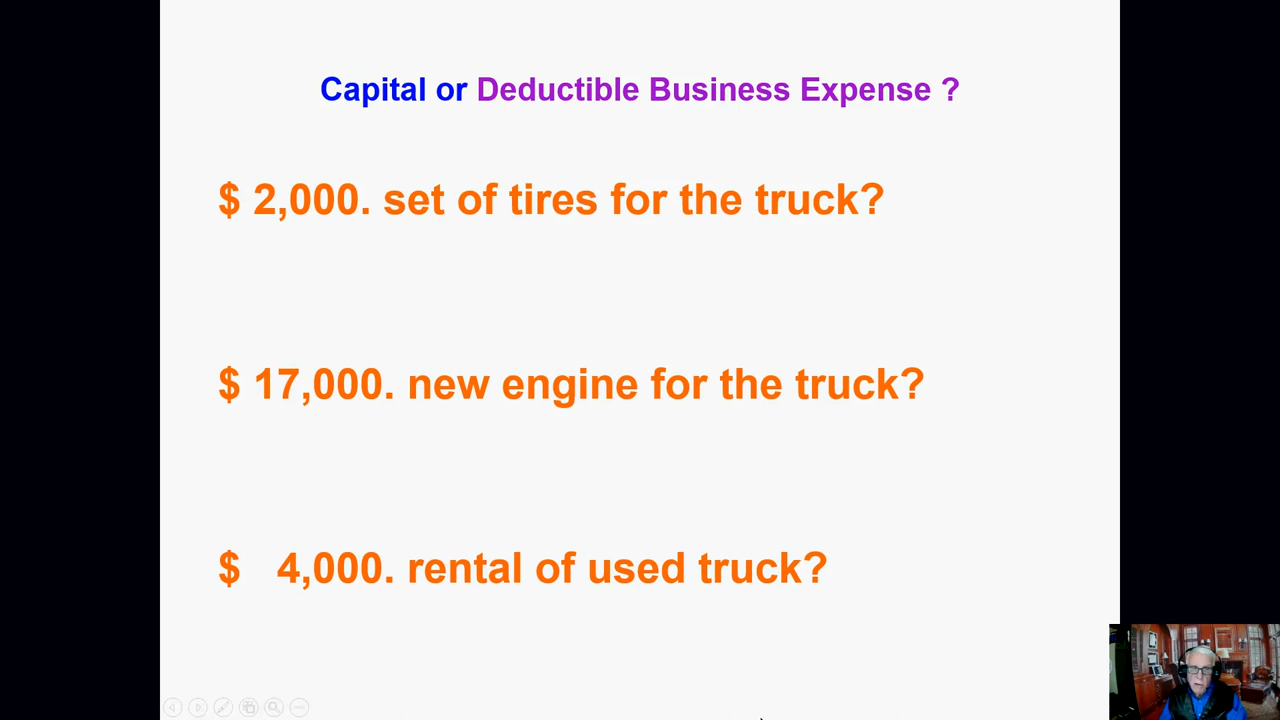 Capital or Deductible Business Expense ?
$ 2,000. set of tires for the truck?
$ 17,000. new engine for the truck?
$ 4,000. rental of used truck?